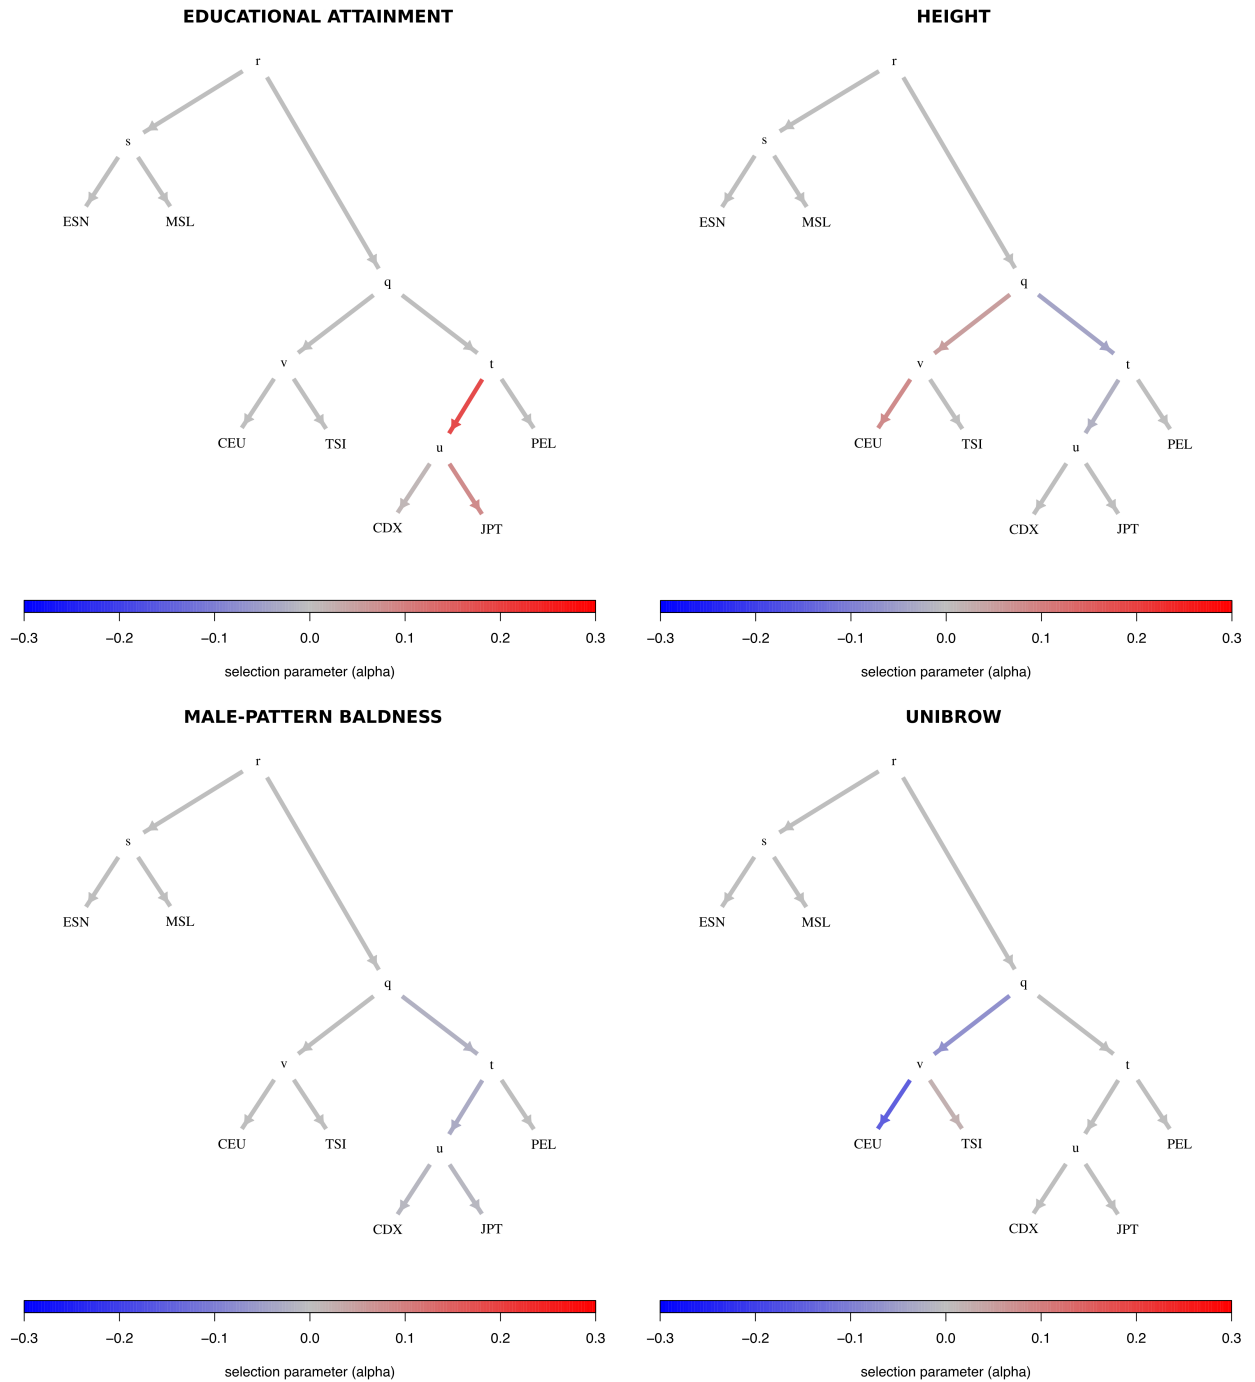 EDUCATIONAL ATTAINMENT
r
s
ESN MSL
q
v t
CEU TSI PEL
u
CDX JPT
−0.3 −0.2 −0.1 0.0 0.1 0.2 0.3
selection parameter (alpha)
HEIGHT
r
s
ESN MSL
q
v t
CEU TSI PEL
u
CDX JPT
−0.3 −0.2 −0.1 0.0 0.1 0.2 0.3
selection parameter (alpha)
MALE-PATTERN BALDNESS
r
s
ESN MSL
q
v t
CEU TSI PEL
u
CDX JPT
−0.3 −0.2 −0.1 0.0 0.1 0.2 0.3
selection parameter (alpha)
UNIBROW
r
s
ESN MSL
q
v t
CEU TSI PEL
u
CDX JPT
−0.3 −0.2 −0.1 0.0 0.1 0.2 0.3
selection parameter (alpha)